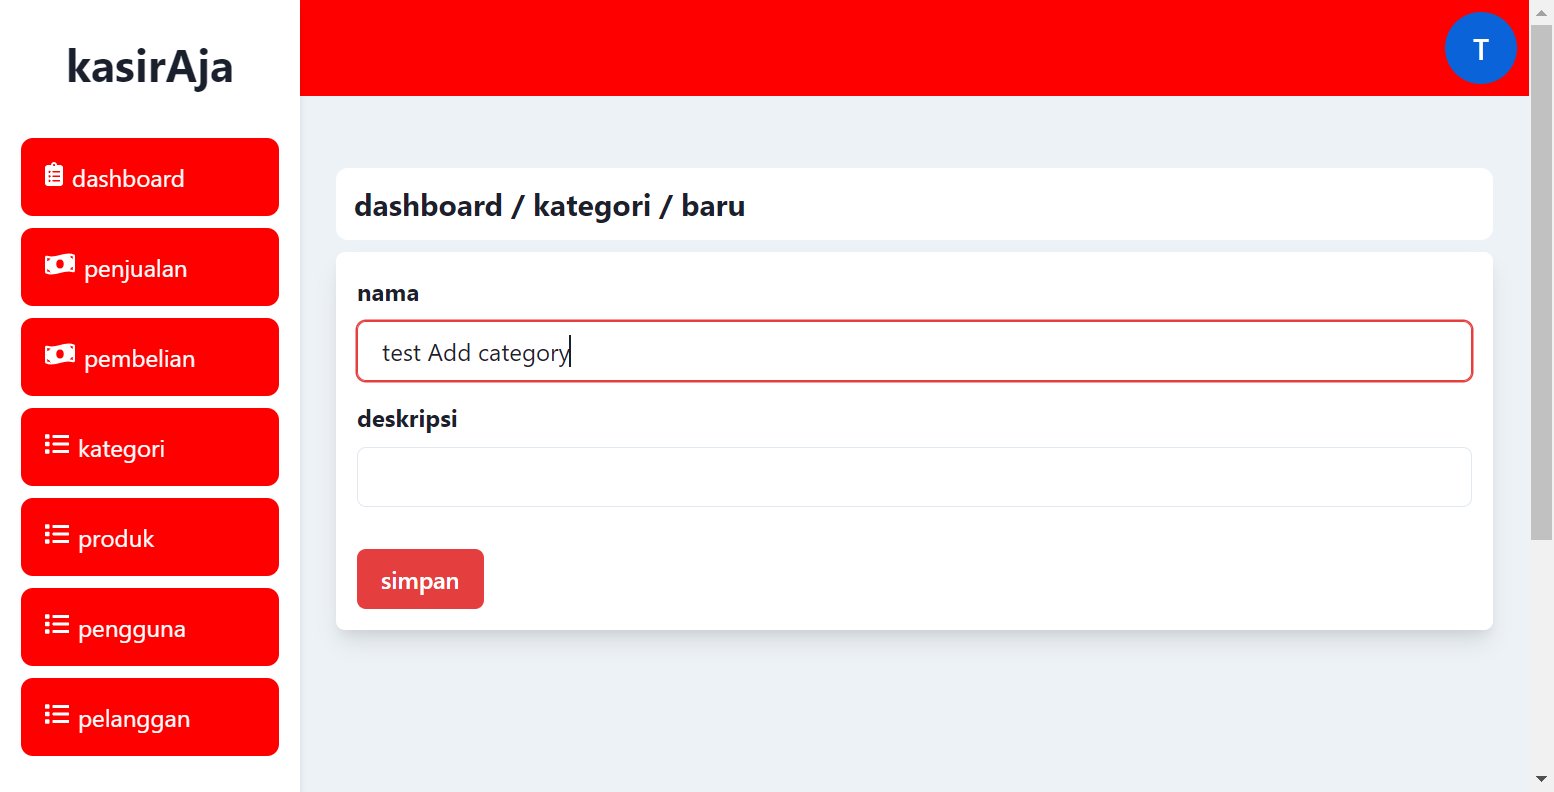 kasirAja
dashboard
penjualan
pembelian
kategori
produk
pengguna
pelanggan
T
dashboard / kategori / baru
nama
test Add category
deskripsi
simpan